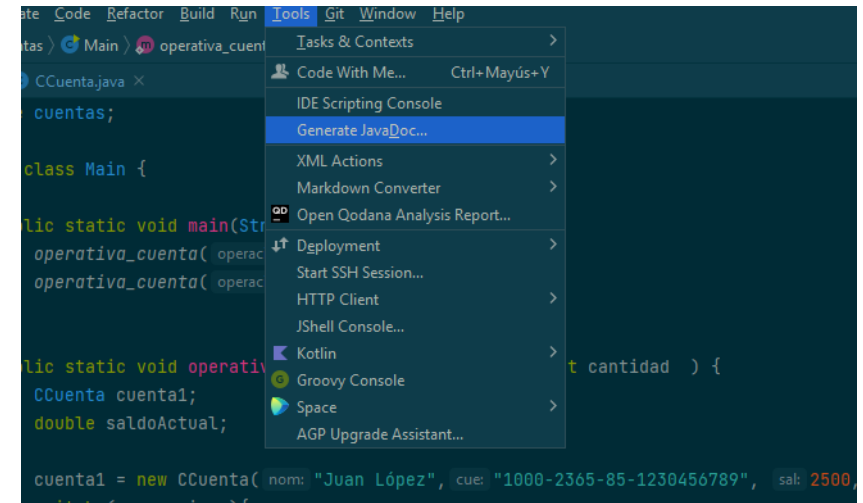 Code Refactor Build Run Tools Git Window Help
Main operativa_cuent
CCuenta.java
cuentas;
class Main {
static void main(Str
operativa_cuenta( operac
operativa_cuenta( operac
static void operativ
t cantidad ) {
CCuenta cuenta1;
double saldoActual;
cuenta1 = new CCuenta( nom: "Juan López", cue: "1000-2365-85-1230456789", sal: 2500,
Tasks & Contexts
Code With Me... Ctrl+Mayús+Y
IDE Scripting Console
Generate JavaDoc...
XML Actions
Markdown Converter
QD Open Qodana Analysis Report...
Deployment
Start SSH Session...
HTTP Client
JShell Console...
Kotlin
G Groovy Console
Space
AGP Upgrade Assistant...